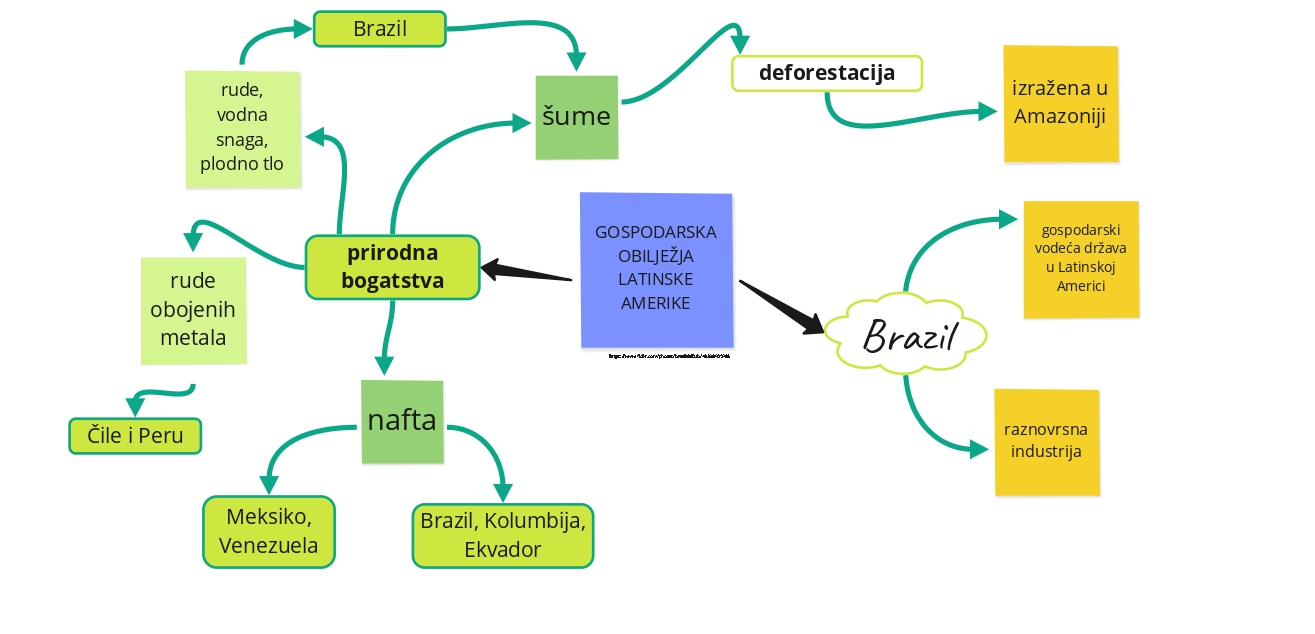 Brazil
rude,
vodna
snaga,
plodno tlo
šume
deforestacija
izražena u
Amazoniji
prirodna
bogatstva
GOSPODARSKA
OBILJEŽJA
LATINSKE
AMERIKE
gospodarski
vodeća država
u Latinskoj
Americi
rude
obojenih
metala
Brazil
Čile i Peru
nafta
raznovrsna
industrija
Meksiko,
Venezuela
Brazil, Kolumbija,
Ekvador